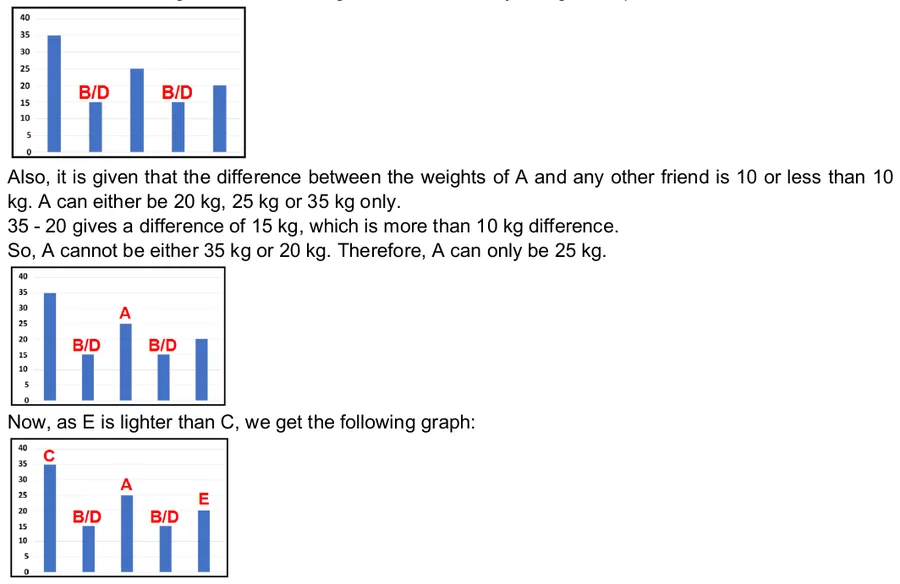 40
35
30
25
20
15
10
5
0
B/D B/D
Also, it is given that the difference between the weights of A and any other friend is 10 or less than 10
kg. A can either be 20 kg, 25 kg or 35 kg only.
35 - 20 gives a difference of 15 kg, which is more than 10 kg difference.
So, A cannot be either 35 kg or 20 kg. Therefore, A can only be 25 kg.
40
35
30
25
20
15
10
5
0
A
B/D B/D
Now, as E is lighter than C, we get the following graph:
40
35
30
25
20
15
10
5
0
C
A
E
B/D B/D